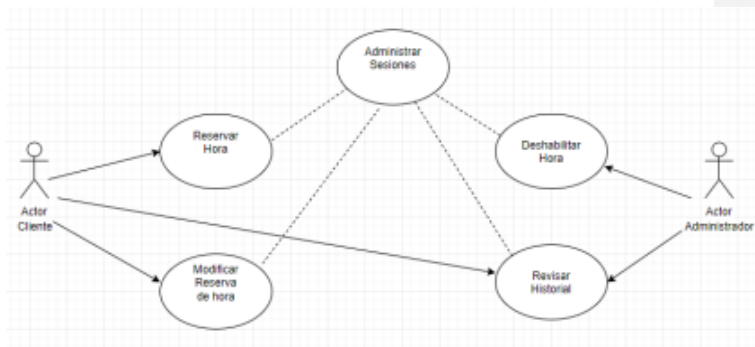 Administrar
Sesiones
Reservar
Hora
Deshabilitar
Hora
Actor
Cliente
Actor
Administrador
Modificar
Reserva
de hora
Revisar
Historial